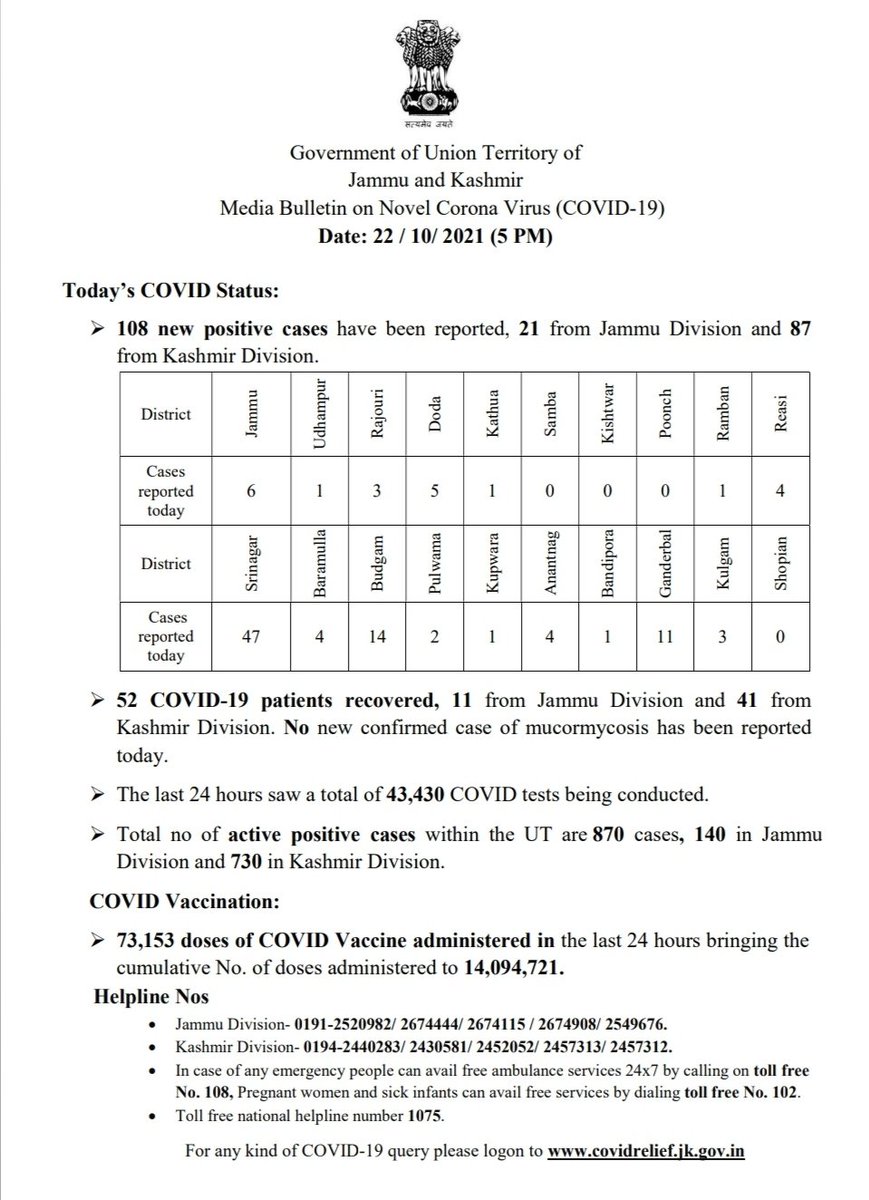 सत्यमेव जयते
Government of Union Territory of
Jammu and Kashmir
Media Bulletin on Novel Corona Virus (COVID-19)
Date: 22 / 10/ 2021 (5 PM)
Today’s COVID Status:
➢ 108 new positive cases have been reported, 21 from Jammu Division and 87
from Kashmir Division.
District Jammu Udhampur Rajouri Doda Kathua Samba Kishtwar Poonch Ramban Reasi
Cases
reported
today
6 1 3 5 1 0 0 0 1 4
District Srinagar Baramulla Budgam Pulwama Kupwara Anantnag Bandipora Ganderbal Kulgam Shopian
Cases
reported
today
47 4 14 2 1 4 1 11 3 0
➢ 52 COVID-19 patients recovered, 11 from Jammu Division and 41 from
Kashmir Division. No new confirmed case of mucormycosis has been reported
today.
➢ The last 24 hours saw a total of 43,430 COVID tests being conducted.
➢ Total no of active positive cases within the UT are 870 cases, 140 in Jammu
Division and 730 in Kashmir Division.
COVID Vaccination:
➢ 73,153 doses of COVID Vaccine administered in the last 24 hours bringing the
cumulative No. of doses administered to 14,094,721.
Helpline Nos
• Jammu Division- 0191-2520982/ 2674444/ 2674115 / 2674908/ 2549676.
• Kashmir Division- 0194-2440283/ 2430581/ 2452052/ 2457313/ 2457312.
• In case of any emergency people can avail free ambulance services 24x7 by calling on toll free
No. 108, Pregnant women and sick infants can avail free services by dialing toll free No. 102.
• Toll free national helpline number 1075.
For any kind of COVID-19 query please logon to www.covidrelief.jk.gov.in